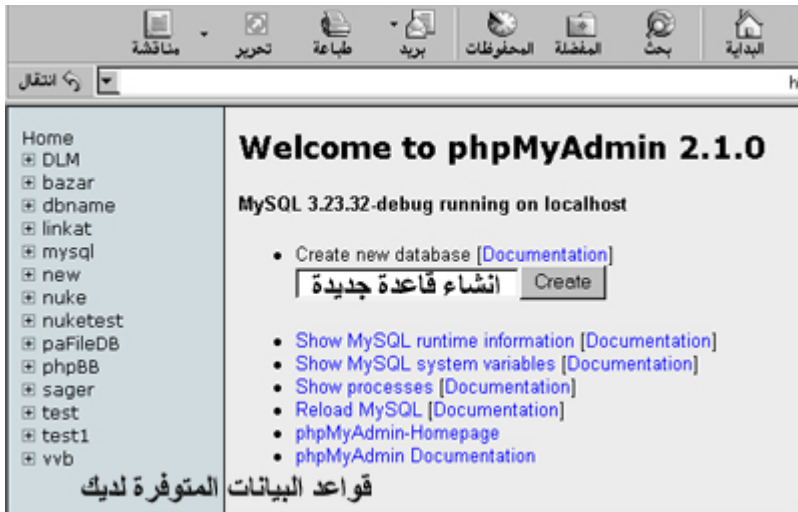 البداية بحث المفضلة المحفوظات بريد طباعة تحرير مناقشة
انتقال
h
Home
DLM
bazar
dbname
linkat
mysql
new
nuke
nuketest
paFileDB
phpBB
sager
test
test1
vvb
Welcome to phpMyAdmin 2.1.0
MySQL 3.23.32-debug running on localhost
Create new database [Documentation]
انشاء قاعدة جديدة Create
Show MySQL runtime information [Documentation]
Show MySQL system variables [Documentation]
Show processes [Documentation]
Reload MySQL [Documentation]
phpMyAdmin-Homepage
phpMyAdmin Documentation
قواعد البيانات المتوفرة لديك